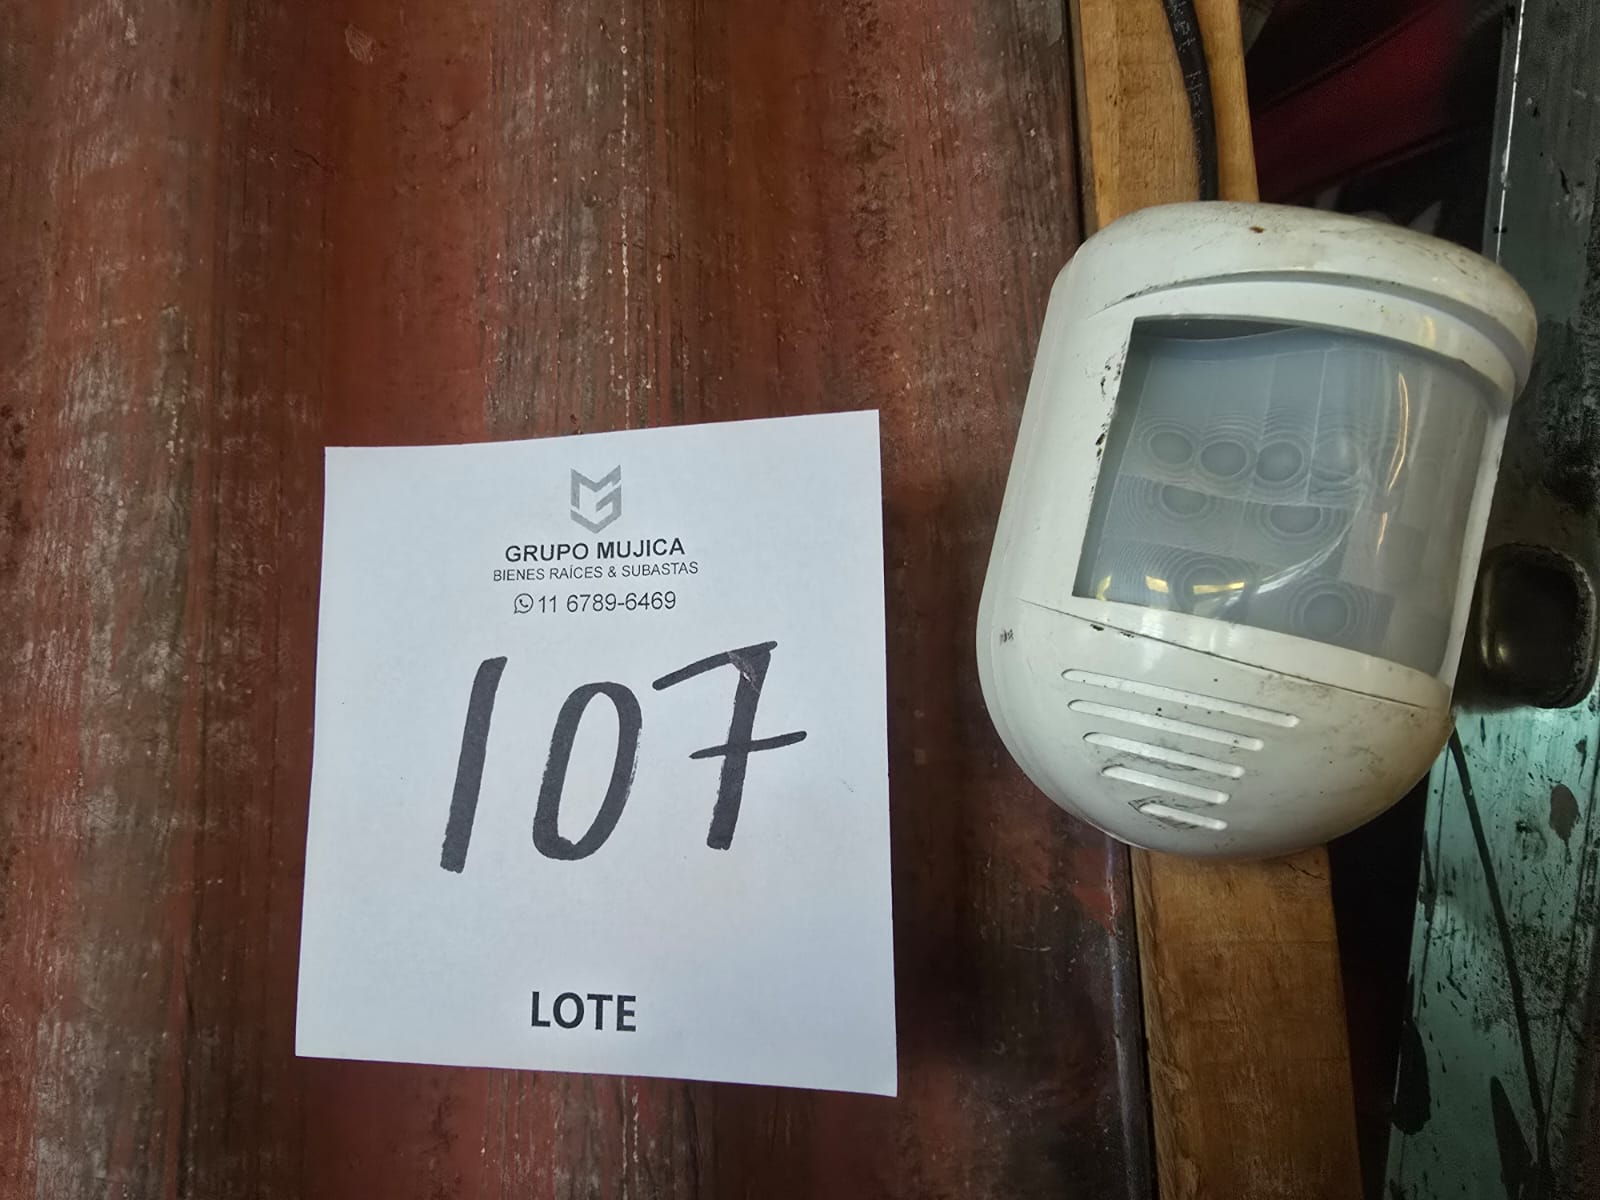 GRUPO MUJICA
BIENES RAÍCES & SUBASTAS
11 6789-6469
107
LOTE